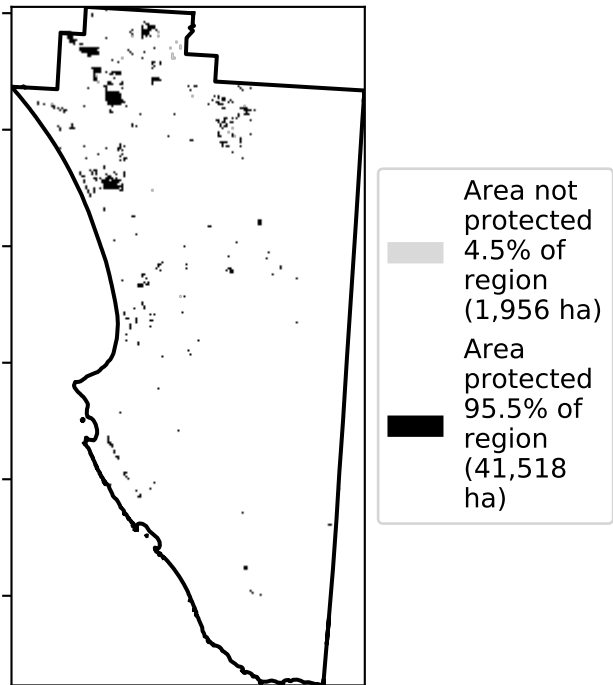 Area not
protected
4.5% of
region
(1,956 ha)
Area
protected
95.5% of
region
(41,518
ha)